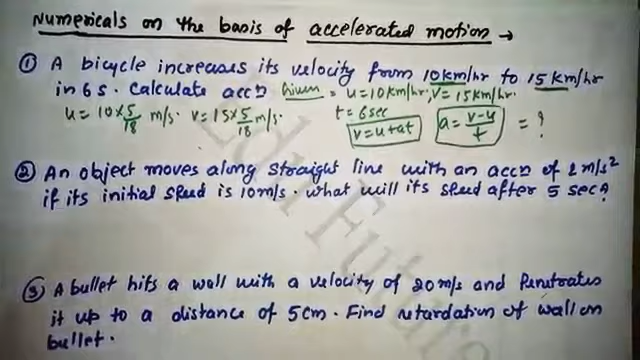 Numericals on the basis of accelerated motion →
① A bicycle increases its velocity from 10km/hr to 15 km/hr
in 6 s. Calculate accn Given = u = 10km/hr, v = 15km/hr.
u = 10×5/18 m/s. v = 15×5/18 m/s. t = 6sec
v = u+at a = v-u/t = ?
② An object moves along straight line with an accn of 2 m/s²
if its initial speed is 10m/s. what will its speed after 5 sec?
③ A bullet hits a wall with a velocity of 20m/s and Penetrates
it up to a distance of 5cm. Find retardation of wall on
bullet.
Edu Future